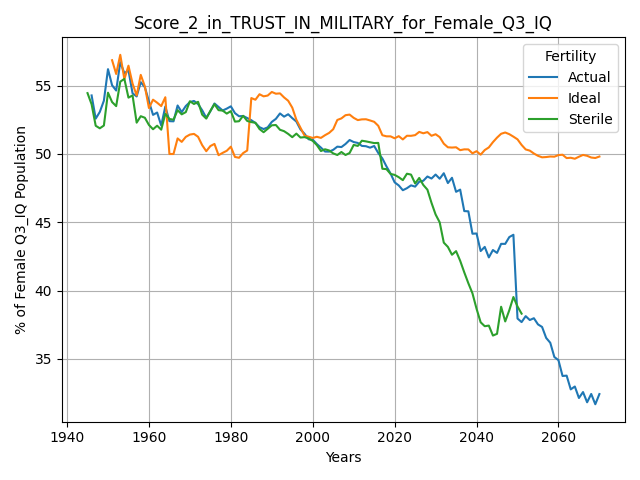 Score_2_in_TRUST_IN_MILITARY_for_Female_Q3_IQ
% of Female Q3_IQ Population
55
50
45
40
35
1940
1960
1980
2000
2020
2040
2060
Years
Fertility
Actual
Ideal
Sterile